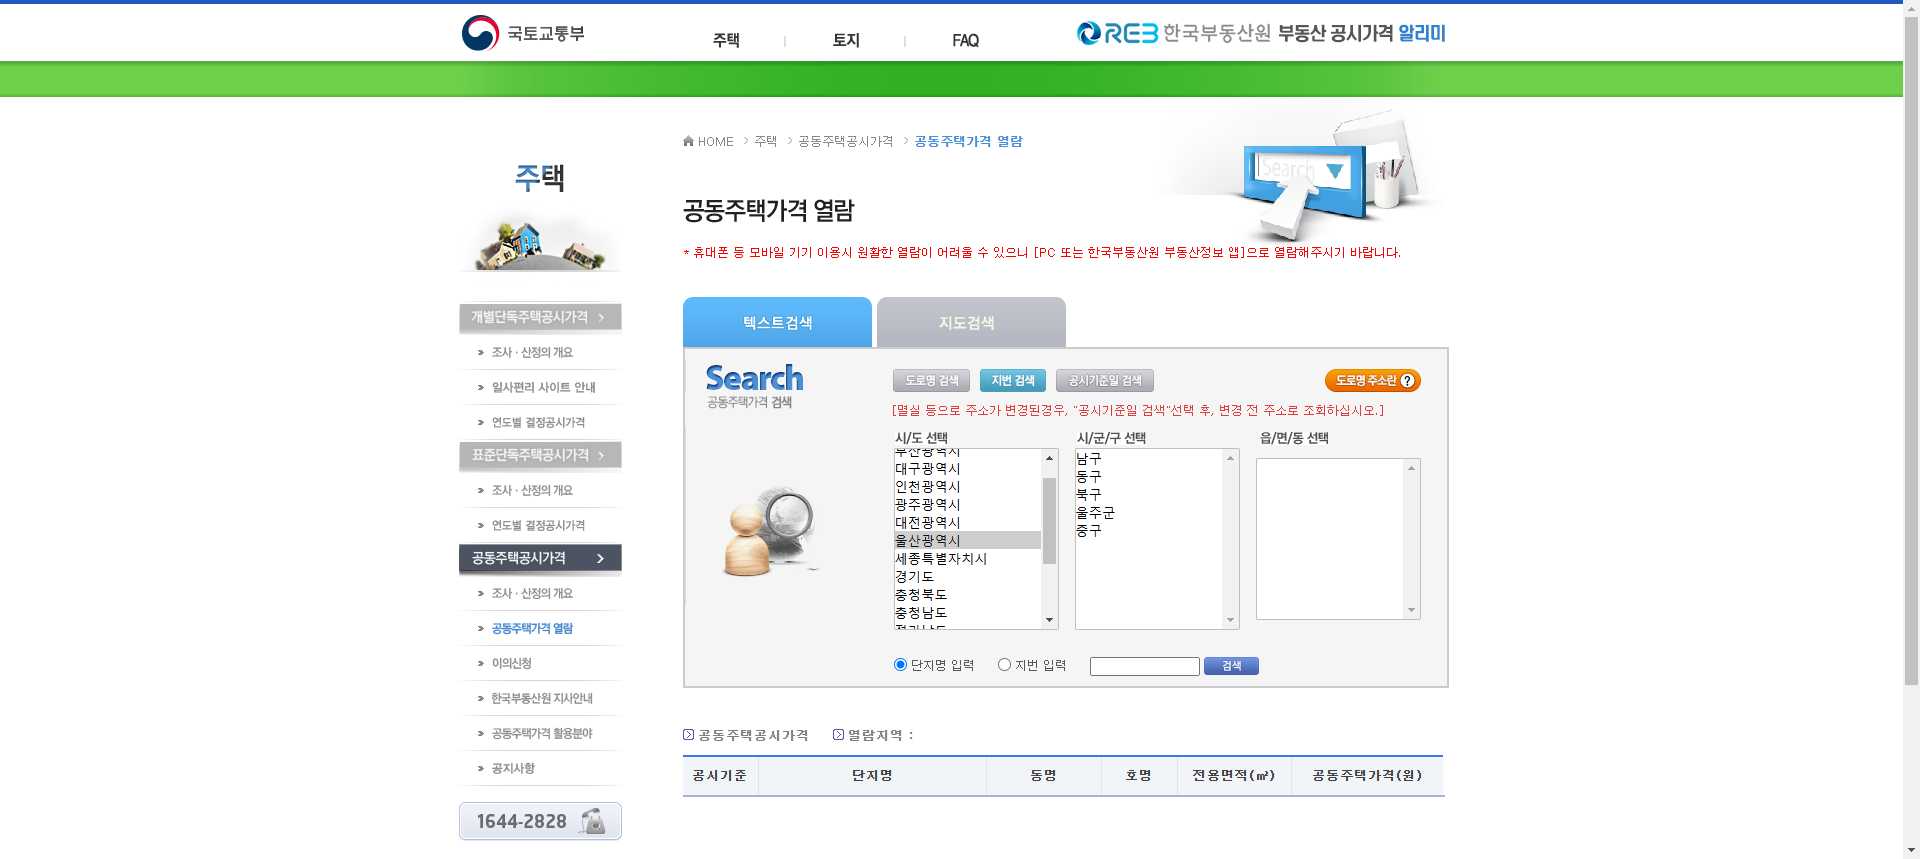 국토교통부
주택
토지
FAQ
REB 한국부동산원 부동산 공시가격 알리미
HOME > 주택 > 공동주택공시가격 > 공동주택가격 열람
Search
주택
공동주택가격 열람
* 휴대폰 등 모바일 기기 이용시 원활한 열람이 어려울 수 있으니 [PC 또는 한국부동산원 부동산정보 앱]으로 열람해주시기 바랍니다.
개별단독주택공시가격
조사 · 산정의 개요
일사편리 사이트 안내
연도별 결정공시가격
표준단독주택공시가격
조사 · 산정의 개요
연도별 결정공시가격
공동주택공시가격
조사 · 산정의 개요
공동주택가격 열람
이의신청
한국부동산원 지사안내
공동주택가격 활용분야
공지사항
1644-2828
텍스트검색
지도검색
Search
공동주택가격 검색
도로명 검색
지번 검색
공시기준일 검색
도로명 주소란 ?
[멸실 등으로 주소가 변경된경우, "공시기준일 검색"선택 후, 변경 전 주소로 조회하십시오.]
시/도 선택
부산광역시
대구광역시
인천광역시
광주광역시
대전광역시
울산광역시
세종특별자치시
경기도
충청북도
충청남도
시/군/구 선택
남구
동구
북구
울주군
중구
읍/면/동 선택
단지명 입력
지번 입력
검색
공동주택공시가격
열람지역 :
공시기준
단지명
동명
호명
전용면적(㎡)
공동주택가격(원)